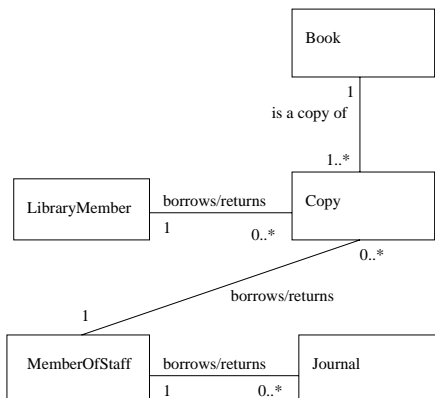 Book
1
is a copy of
1..*
LibraryMember
borrows/returns
Copy
1
0..*
0..*
borrows/returns
1
MemberOfStaff
borrows/returns
Journal
1
0..*